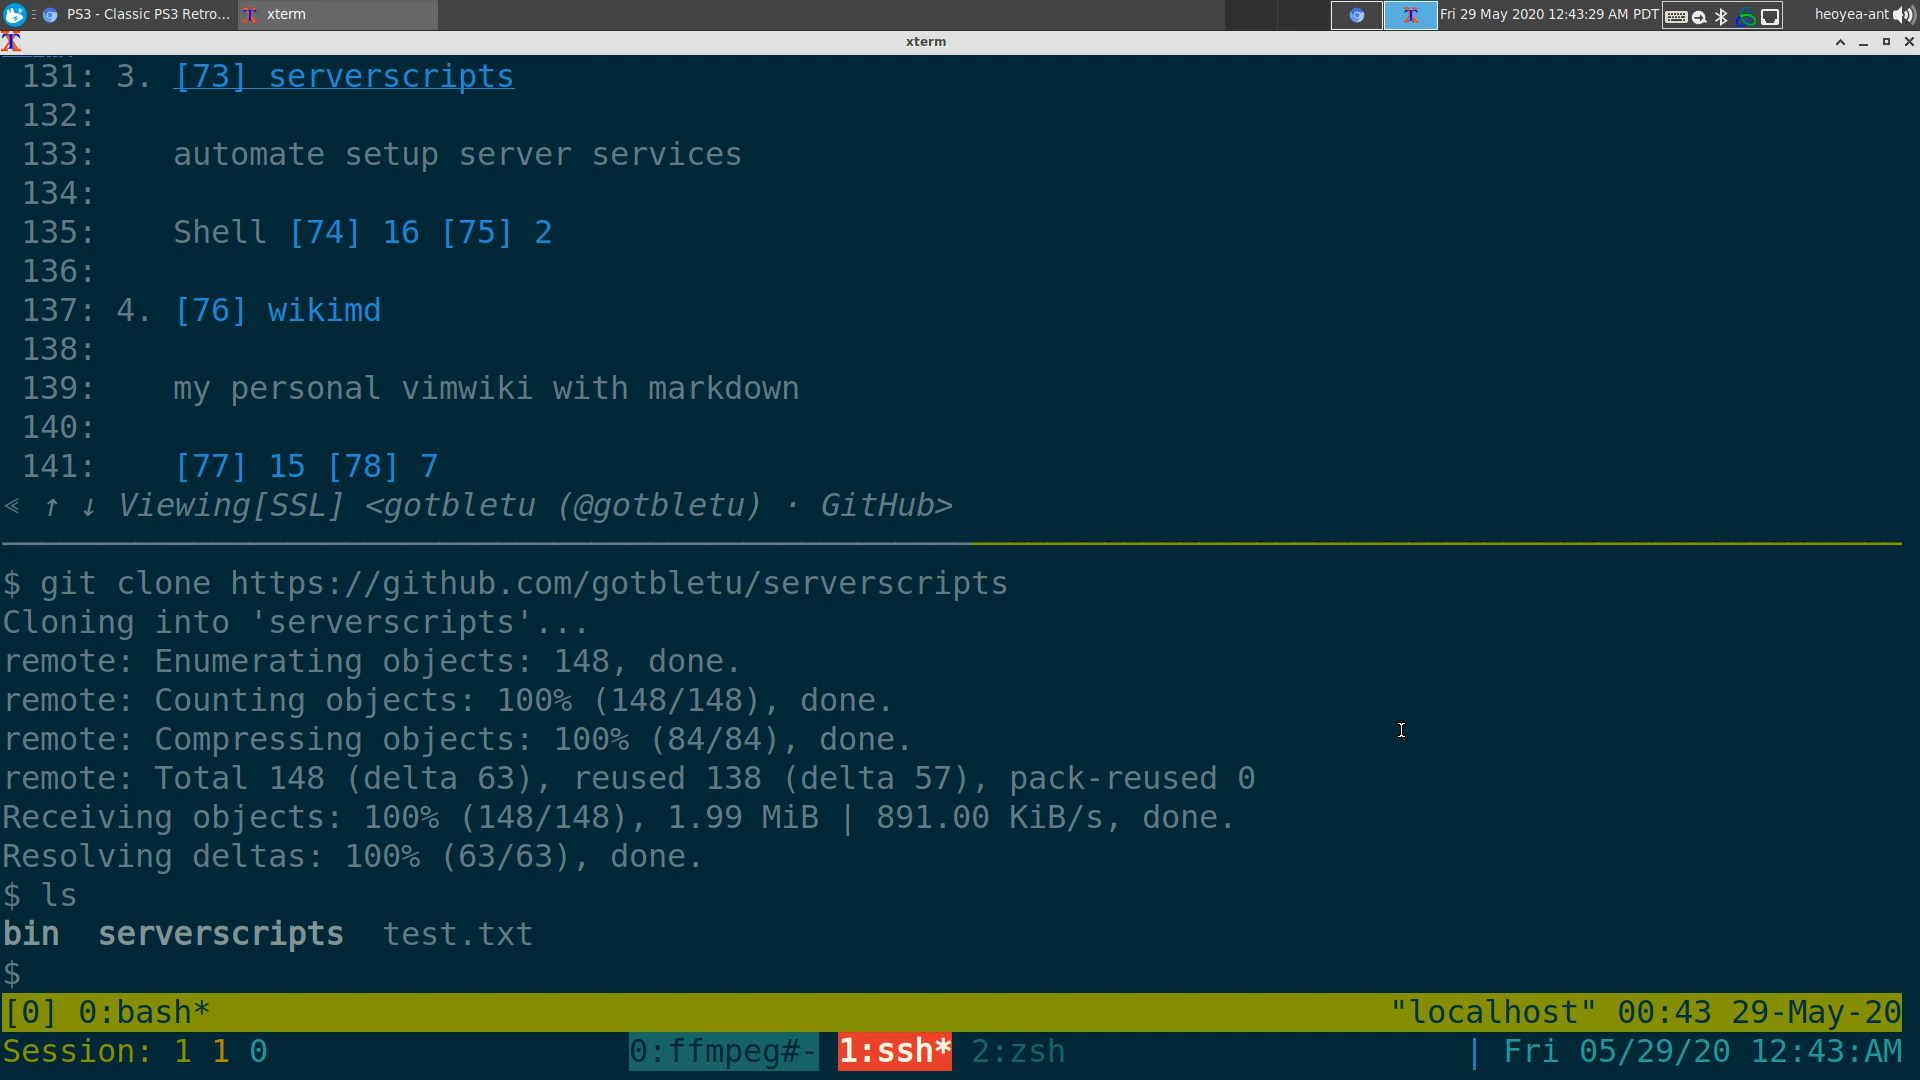 PS3 - Classic PS3 Retro... xterm Fri 29 May 2020 12:43:29 AM PDT heoyea-ant
xterm
131: 3. [73] serverscripts
132:
133: automate setup server services
134:
135: Shell [74] 16 [75] 2
136:
137: 4. [76] wikimd
138:
139: my personal vimwiki with markdown
140:
141: [77] 15 [78] 7
≪ ↑ ↓ Viewing[SSL] <gotbletu (@gotbletu) · GitHub>
$ git clone https://github.com/gotbletu/serverscripts
Cloning into 'serverscripts'...
remote: Enumerating objects: 148, done.
remote: Counting objects: 100% (148/148), done.
remote: Compressing objects: 100% (84/84), done.
remote: Total 148 (delta 63), reused 138 (delta 57), pack-reused 0
Receiving objects: 100% (148/148), 1.99 MiB | 891.00 KiB/s, done.
Resolving deltas: 100% (63/63), done.
$ ls
bin serverscripts test.txt
$
[0] 0:bash* "localhost" 00:43 29-May-20
Session: 1 1 0 0:ffmpeg#- 1:ssh* 2:zsh | Fri 05/29/20 12:43:AM